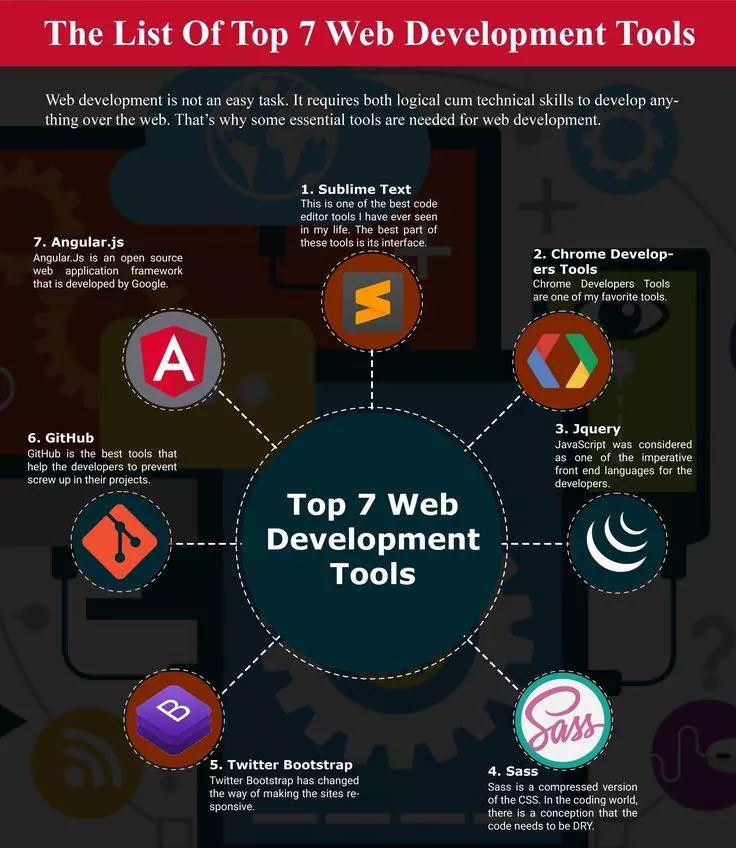 The List Of Top 7 Web Development Tools
Web development is not an easy task. It requires both logical cum technical skills to develop any-
thing over the web. That's why some essential tools are needed for web development.
1. Sublime Text
This is one of the best code
editor tools I have ever seen
in my life. The best part of
these tools is its interface.
2. Chrome Develop-
ers Tools
Chrome Developers Tools
are one of my favorite tools.
3. Jquery
JavaScript was considered
as one of the imperative
front end languages for the
developers.
4. Sass
Sass is a compressed version
of the CSS. In the coding world,
there is a conception that the
code needs to be DRY.
5. Twitter Bootstrap
Twitter Bootstrap has changed
the way of making the sites re-
sponsive.
6. GitHub
GitHub is the best tools that
help the developers to prevent
screw up in their projects.
7. Angular.js
Angular.Js is an open source
web application framework
that is developed by Google.
Top 7 Web
Development
Tools
A
B
Sass